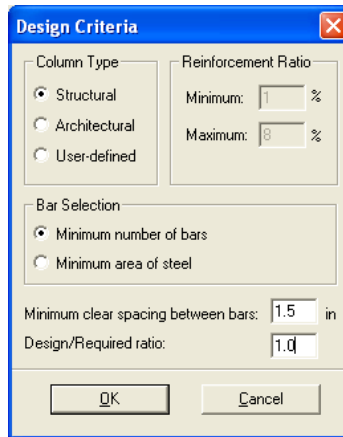 Design Criteria
Column Type
Structural
Architectural
User-defined
Reinforcement Ratio
Minimum: 1 %
Maximum: 8 %
Bar Selection
Minimum number of bars
Minimum area of steel
Minimum clear spacing between bars: 1.5 in
Design/Required ratio: 1.0
OK Cancel